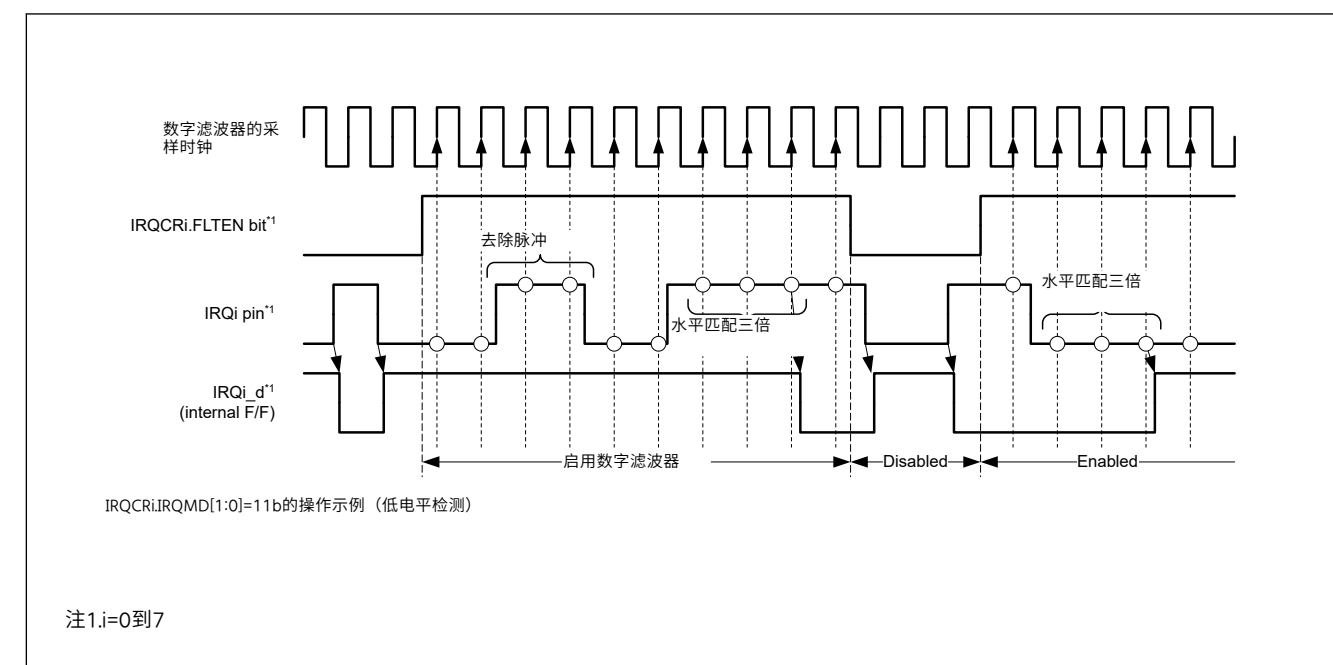 数字滤波器的采
样时钟
IRQCRi.FLTEN bit*1
去除脉冲
水平匹配三倍
IRQi pin*1
水平匹配三倍
IRQi_d*1
(internal F/F)
启用数字滤波器
Disabled
Enabled
IRQCRi.IRQMD[1:0]=11b的操作示例（低电平检测）
注1.i=0到7